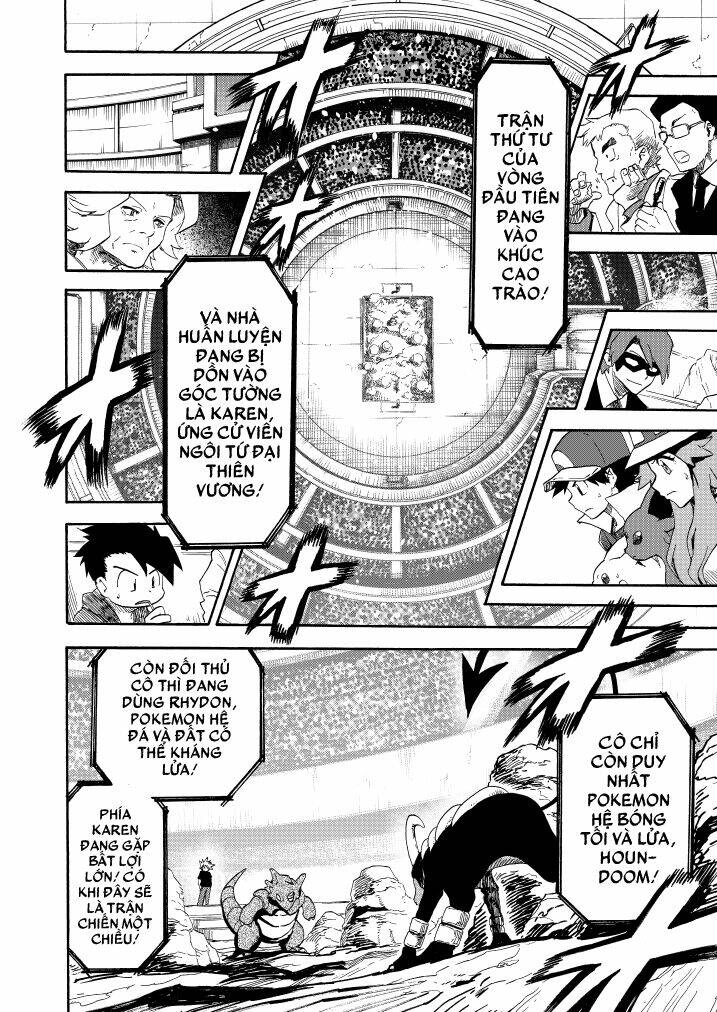 TRẬN
THỨ TƯ
CỦA
VÒNG
ĐẦU TIÊN
ĐANG
VÀO
KHÚC
CAO
TRÀO!
VÀ NHÀ
HUẤN LUYỆN
ĐANG BỊ
DỒN VÀO
GÓC TƯỜNG
LÀ KAREN,
ỨNG CỬ VIÊN
NGÔI TỨ ĐẠI
THIÊN
VƯƠNG!
CÒN ĐỐI THỦ
CÔ THÌ ĐANG
DÙNG RHYDON,
POKEMON HỆ
ĐÁ VÀ ĐẤT CÓ
THỂ KHÁNG
LỬA!
CÔ CHỈ
CÒN DUY
NHẤT
POKEMON
HỆ BÓNG
TỐI VÀ LỬA,
HOUN-
DOOM!
PHÍA
KAREN
ĐANG GẶP
BẤT LỢI
LỚN! CÓ
KHI ĐÂY SẼ
LÀ TRẬN
CHIẾN MỘT
CHIỀU!